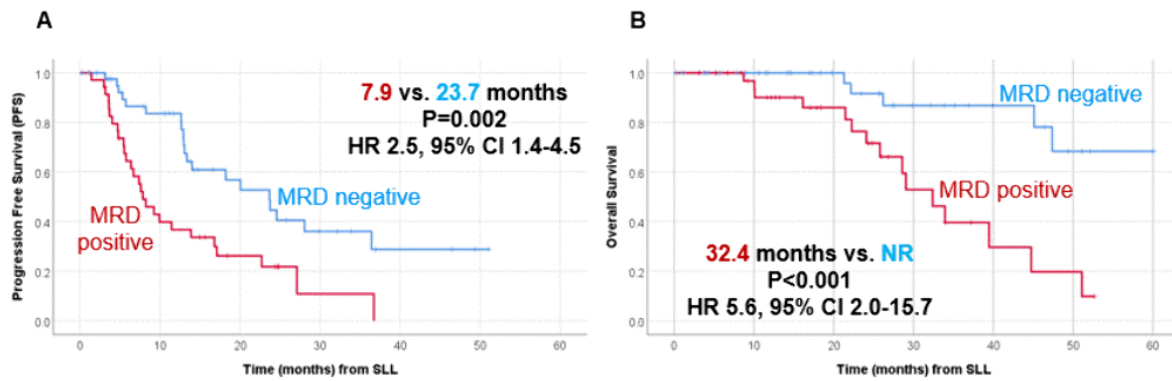 A
Progression Free Survival (PFS)
1.0
0.8
0.6
0.4
0.2
0.0
7.9 vs. 23.7 months
P=0.002
HR 2.5, 95% CI 1.4-4.5
MRD negative
MRD
positive
0 10 20 30 40 50 60
Time (months) from SLL
B
Overall Survival
1.0
0.8
0.6
0.4
0.2
0.0
MRD negative
MRD positive
32.4 months vs. NR
P<0.001
HR 5.6, 95% CI 2.0-15.7
0 10 20 30 40 50 60
Time (months) from SLL